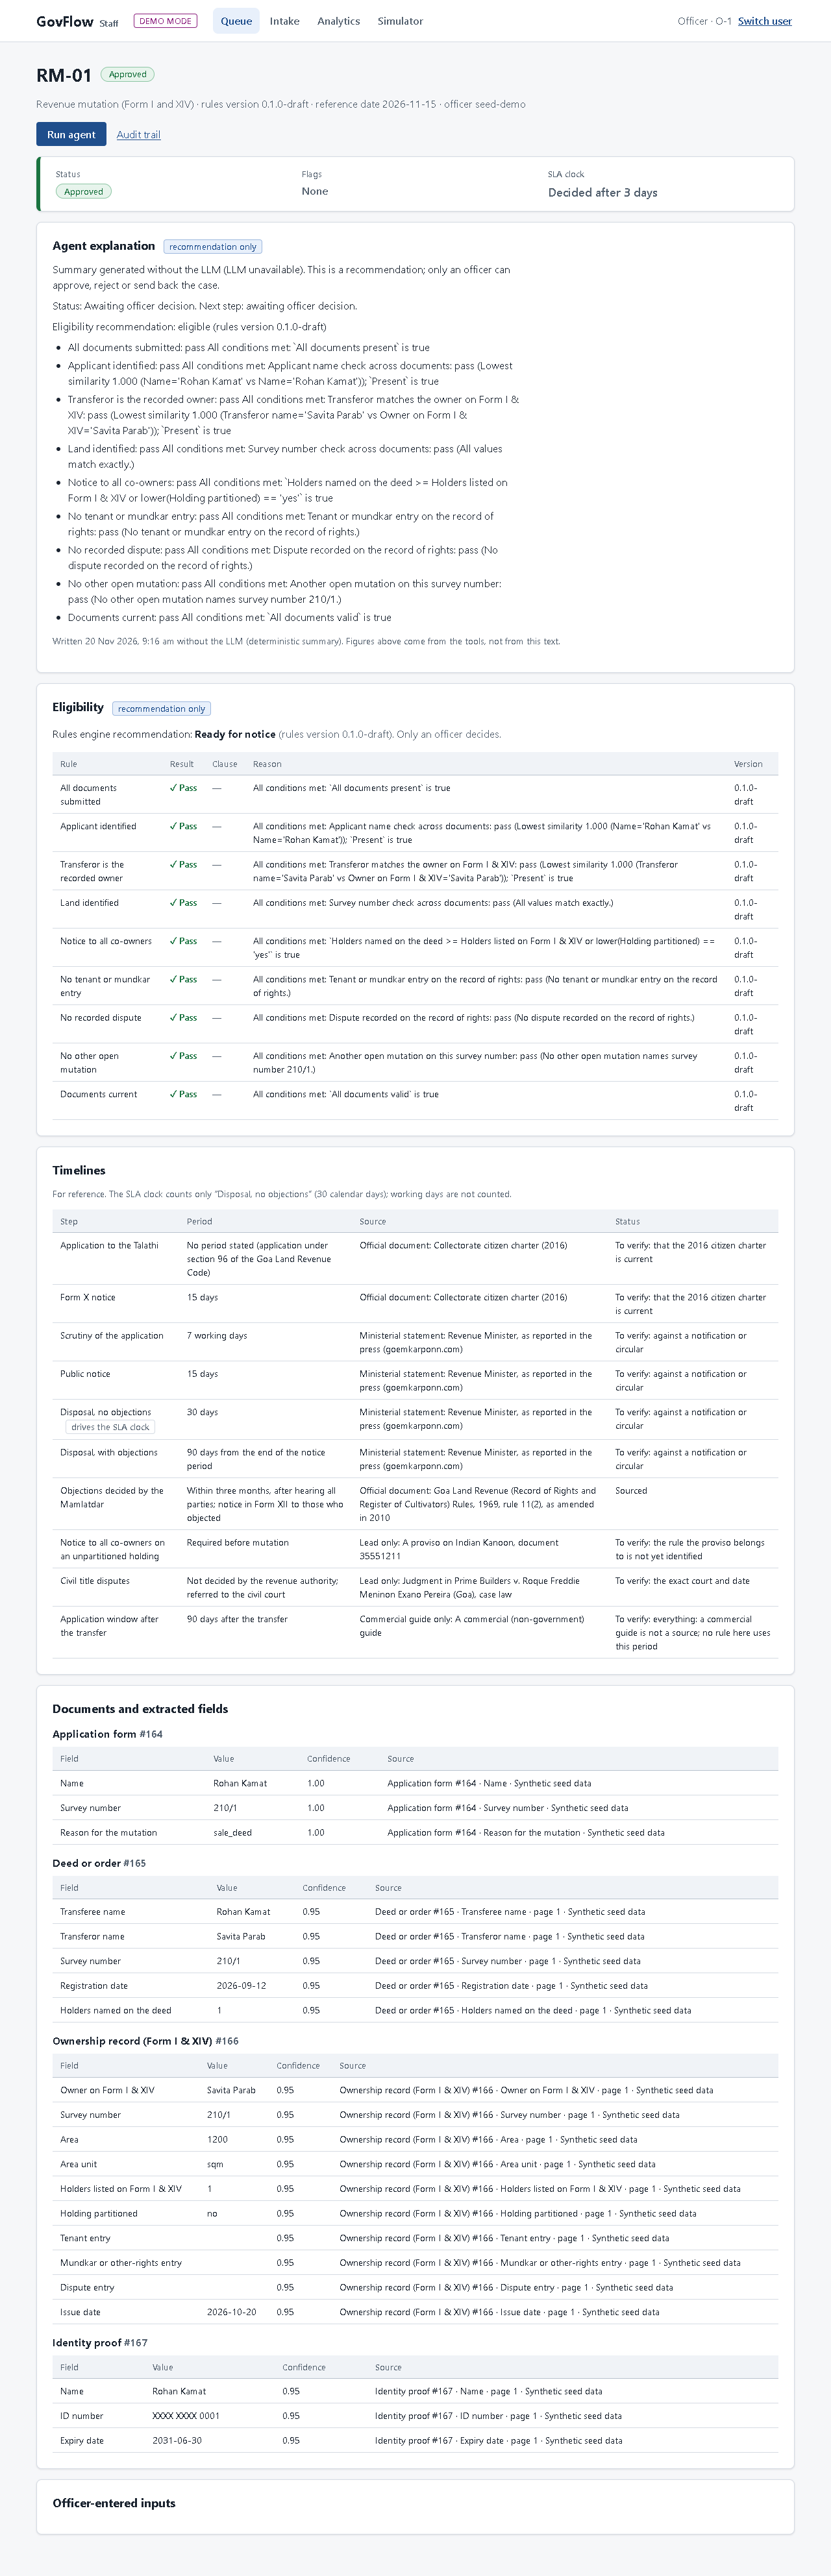 GovFlow Staff DEMO MODE Queue Intake Analytics Simulator Officer · O-1 Switch user
RM-01 Approved
Revenue mutation (Form I and XIV) · rules version 0.1.0-draft · reference date 2026-11-15 · officer seed-demo
Run agent Audit trail
Status Flags SLA clock
Approved None Decided after 3 days
Agent explanation recommendation only
Summary generated without the LLM (LLM unavailable). This is a recommendation; only an officer can
approve, reject or send back the case.
Status: Awaiting officer decision. Next step: awaiting officer decision.
Eligibility recommendation: eligible (rules version 0.1.0-draft)
• All documents submitted: pass All conditions met: `All documents present` is true
• Applicant identified: pass All conditions met: Applicant name check across documents: pass (Lowest
similarity 1.000 (Name='Rohan Kamat' vs Name='Rohan Kamat')); `Present` is true
• Transferor is the recorded owner: pass All conditions met: Transferor matches the owner on Form I &
XIV: pass (Lowest similarity 1.000 (Transferor name='Savita Parab' vs Owner on Form I &
XIV='Savita Parab')); `Present` is true
• Land identified: pass All conditions met: Survey number check across documents: pass (All values
match exactly.)
• Notice to all co-owners: pass All conditions met: `Holders named on the deed >= Holders listed on
Form I & XIV or lower(Holding partitioned) == 'yes'` is true
• No tenant or mundkar entry: pass All conditions met: Tenant or mundkar entry on the record of
rights: pass (No tenant or mundkar entry on the record of rights.)
• No recorded dispute: pass All conditions met: Dispute recorded on the record of rights: pass (No
dispute recorded on the record of rights.)
• No other open mutation: pass All conditions met: Another open mutation on this survey number:
pass (No other open mutation names survey number 210/1.)
• Documents current: pass All conditions met: `All documents valid` is true
Written 20 Nov 2026, 9:16 am without the LLM (deterministic summary). Figures above come from the tools, not from this text.
Eligibility recommendation only
Rules engine recommendation: Ready for notice (rules version 0.1.0-draft). Only an officer decides.
Rule Result Clause Reason Version
All documents submitted ✓ Pass — All conditions met: `All documents present` is true 0.1.0-draft
Applicant identified ✓ Pass — All conditions met: Applicant name check across documents: pass (Lowest similarity 1.000 (Name='Rohan Kamat' vs Name='Rohan Kamat')); `Present` is true 0.1.0-draft
Transferor is the recorded owner ✓ Pass — All conditions met: Transferor matches the owner on Form I & XIV: pass (Lowest similarity 1.000 (Transferor name='Savita Parab' vs Owner on Form I & XIV='Savita Parab')); `Present` is true 0.1.0-draft
Land identified ✓ Pass — All conditions met: Survey number check across documents: pass (All values match exactly.) 0.1.0-draft
Notice to all co-owners ✓ Pass — All conditions met: `Holders named on the deed >= Holders listed on Form I & XIV or lower(Holding partitioned) == 'yes'` is true 0.1.0-draft
No tenant or mundkar entry ✓ Pass — All conditions met: Tenant or mundkar entry on the record of rights: pass (No tenant or mundkar entry on the record of rights.) 0.1.0-draft
No recorded dispute ✓ Pass — All conditions met: Dispute recorded on the record of rights: pass (No dispute recorded on the record of rights.) 0.1.0-draft
No other open mutation ✓ Pass — All conditions met: Another open mutation on this survey number: pass (No other open mutation names survey number 210/1.) 0.1.0-draft
Documents current ✓ Pass — All conditions met: `All documents valid` is true 0.1.0-draft
Timelines
For reference. The SLA clock counts only "Disposal, no objections" (30 calendar days); working days are not counted.
Step Period Source Status
Application to the Talathi No period stated (application under section 96 of the Goa Land Revenue Code) Official document: Collectorate citizen charter (2016) To verify: that the 2016 citizen charter is current
Form X notice 15 days Official document: Collectorate citizen charter (2016) To verify: that the 2016 citizen charter is current
Scrutiny of the application 7 working days Ministerial statement: Revenue Minister, as reported in the press (goemkarponn.com) To verify: against a notification or circular
Public notice 15 days Ministerial statement: Revenue Minister, as reported in the press (goemkarponn.com) To verify: against a notification or circular
Disposal, no objections drives the SLA clock 30 days Ministerial statement: Revenue Minister, as reported in the press (goemkarponn.com) To verify: against a notification or circular
Disposal, with objections 90 days from the end of the notice period Ministerial statement: Revenue Minister, as reported in the press (goemkarponn.com) To verify: against a notification or circular
Objections decided by the Mamlatdar Within three months, after hearing all parties; notice in Form XII to those who objected Official document: Goa Land Revenue (Record of Rights and Register of Cultivators) Rules, 1969, rule 11(2), as amended in 2010 Sourced
Notice to all co-owners on an unpartitioned holding Required before mutation Lead only: A proviso on Indian Kanoon, document 35551211 To verify: the rule the proviso belongs to is not yet identified
Civil title disputes Not decided by the revenue authority; referred to the civil court Lead only: Judgment in Prime Builders v. Roque Freddie Meninon Exano Pereira (Goa), case law To verify: the exact court and date
Application window after the transfer 90 days after the transfer Commercial guide only: A commercial (non-government) guide To verify: everything: a commercial guide is not a source; no rule here uses this period
Documents and extracted fields
Application form #164
Field Value Confidence Source
Name Rohan Kamat 1.00 Application form #164 · Name · Synthetic seed data
Survey number 210/1 1.00 Application form #164 · Survey number · Synthetic seed data
Reason for the mutation sale_deed 1.00 Application form #164 · Reason for the mutation · Synthetic seed data
Deed or order #165
Field Value Confidence Source
Transferee name Rohan Kamat 0.95 Deed or order #165 · Transferee name · page 1 · Synthetic seed data
Transferor name Savita Parab 0.95 Deed or order #165 · Transferor name · page 1 · Synthetic seed data
Survey number 210/1 0.95 Deed or order #165 · Survey number · page 1 · Synthetic seed data
Registration date 2026-09-12 0.95 Deed or order #165 · Registration date · page 1 · Synthetic seed data
Holders named on the deed 1 0.95 Deed or order #165 · Holders named on the deed · page 1 · Synthetic seed data
Ownership record (Form I & XIV) #166
Field Value Confidence Source
Owner on Form I & XIV Savita Parab 0.95 Ownership record (Form I & XIV) #166 · Owner on Form I & XIV · page 1 · Synthetic seed data
Survey number 210/1 0.95 Ownership record (Form I & XIV) #166 · Survey number · page 1 · Synthetic seed data
Area 1200 0.95 Ownership record (Form I & XIV) #166 · Area · page 1 · Synthetic seed data
Area unit sqm 0.95 Ownership record (Form I & XIV) #166 · Area unit · page 1 · Synthetic seed data
Holders listed on Form I & XIV 1 0.95 Ownership record (Form I & XIV) #166 · Holders listed on Form I & XIV · page 1 · Synthetic seed data
Holding partitioned no 0.95 Ownership record (Form I & XIV) #166 · Holding partitioned · page 1 · Synthetic seed data
Tenant entry 0.95 Ownership record (Form I & XIV) #166 · Tenant entry · page 1 · Synthetic seed data
Mundkar or other-rights entry 0.95 Ownership record (Form I & XIV) #166 · Mundkar or other-rights entry · page 1 · Synthetic seed data
Dispute entry 0.95 Ownership record (Form I & XIV) #166 · Dispute entry · page 1 · Synthetic seed data
Issue date 2026-10-20 0.95 Ownership record (Form I & XIV) #166 · Issue date · page 1 · Synthetic seed data
Identity proof #167
Field Value Confidence Source
Name Rohan Kamat 0.95 Identity proof #167 · Name · page 1 · Synthetic seed data
ID number XXXX XXXX 0001 0.95 Identity proof #167 · ID number · page 1 · Synthetic seed data
Expiry date 2031-06-30 0.95 Identity proof #167 · Expiry date · page 1 · Synthetic seed data
Officer-entered inputs